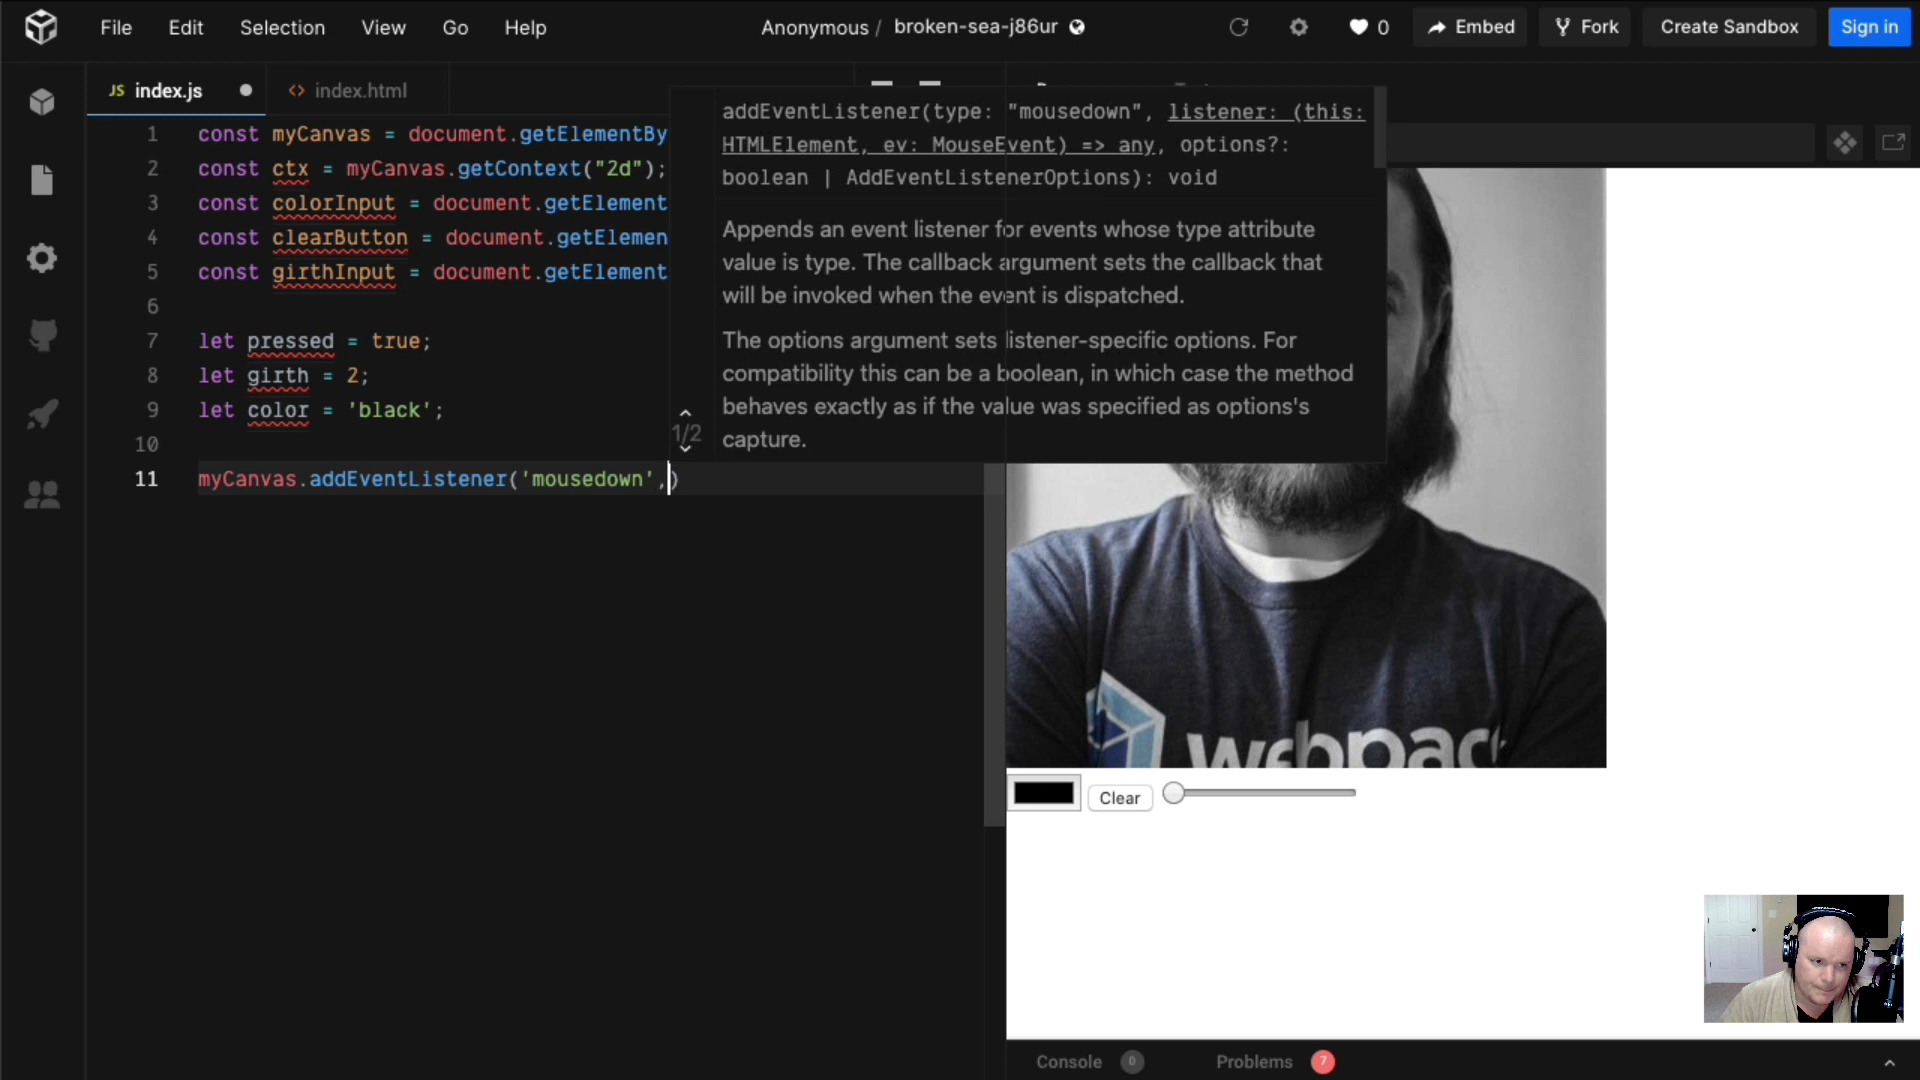 File Edit Selection View Go Help
Anonymous / broken-sea-j86ur
0 Embed Fork Create Sandbox Sign in
JS index.js
<> index.html
1 const myCanvas = document.getElementBy
2 const ctx = myCanvas.getContext("2d");
3 const colorInput = document.getElement
4 const clearButton = document.getElemen
5 const girthInput = document.getElement
6
7 let pressed = true;
8 let girth = 2;
9 let color = 'black';
10
11 myCanvas.addEventListener('mousedown',)
addEventListener(type: "mousedown", listener: (this:
HTMLElement, ev: MouseEvent) => any, options?:
boolean | AddEventListenerOptions): void
Appends an event listener for events whose type attribute
value is type. The callback argument sets the callback that
will be invoked when the event is dispatched.
The options argument sets listener-specific options. For
compatibility this can be a boolean, in which case the method
behaves exactly as if the value was specified as options's
capture.
1/2
webpac
Clear
Console 0 Problems 7